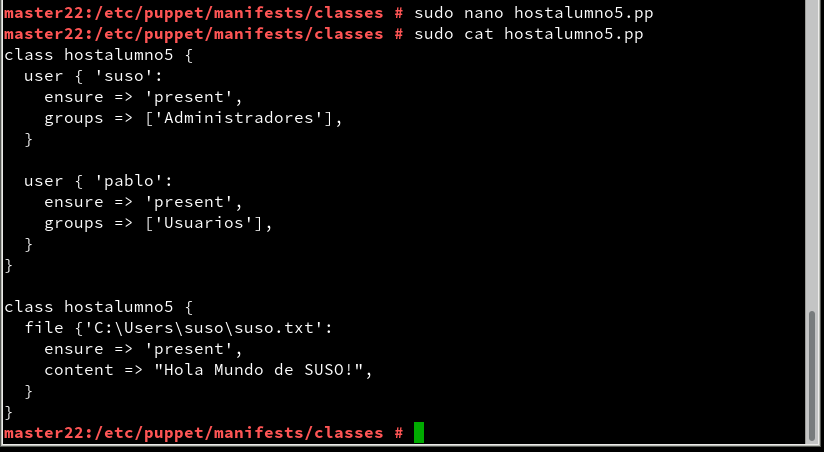 master22:/etc/puppet/manifests/classes # sudo nano hostalumno5.pp
master22:/etc/puppet/manifests/classes # sudo cat hostalumno5.pp
class hostalumno5 {
  user { 'suso':
    ensure => 'present',
    groups => ['Administradores'],
  }

  user { 'pablo':
    ensure => 'present',
    groups => ['Usuarios'],
  }
}

class hostalumno5 {
  file {'C:\Users\suso\suso.txt':
    ensure => 'present',
    content => "Hola Mundo de SUSO!",
  }
}
master22:/etc/puppet/manifests/classes #